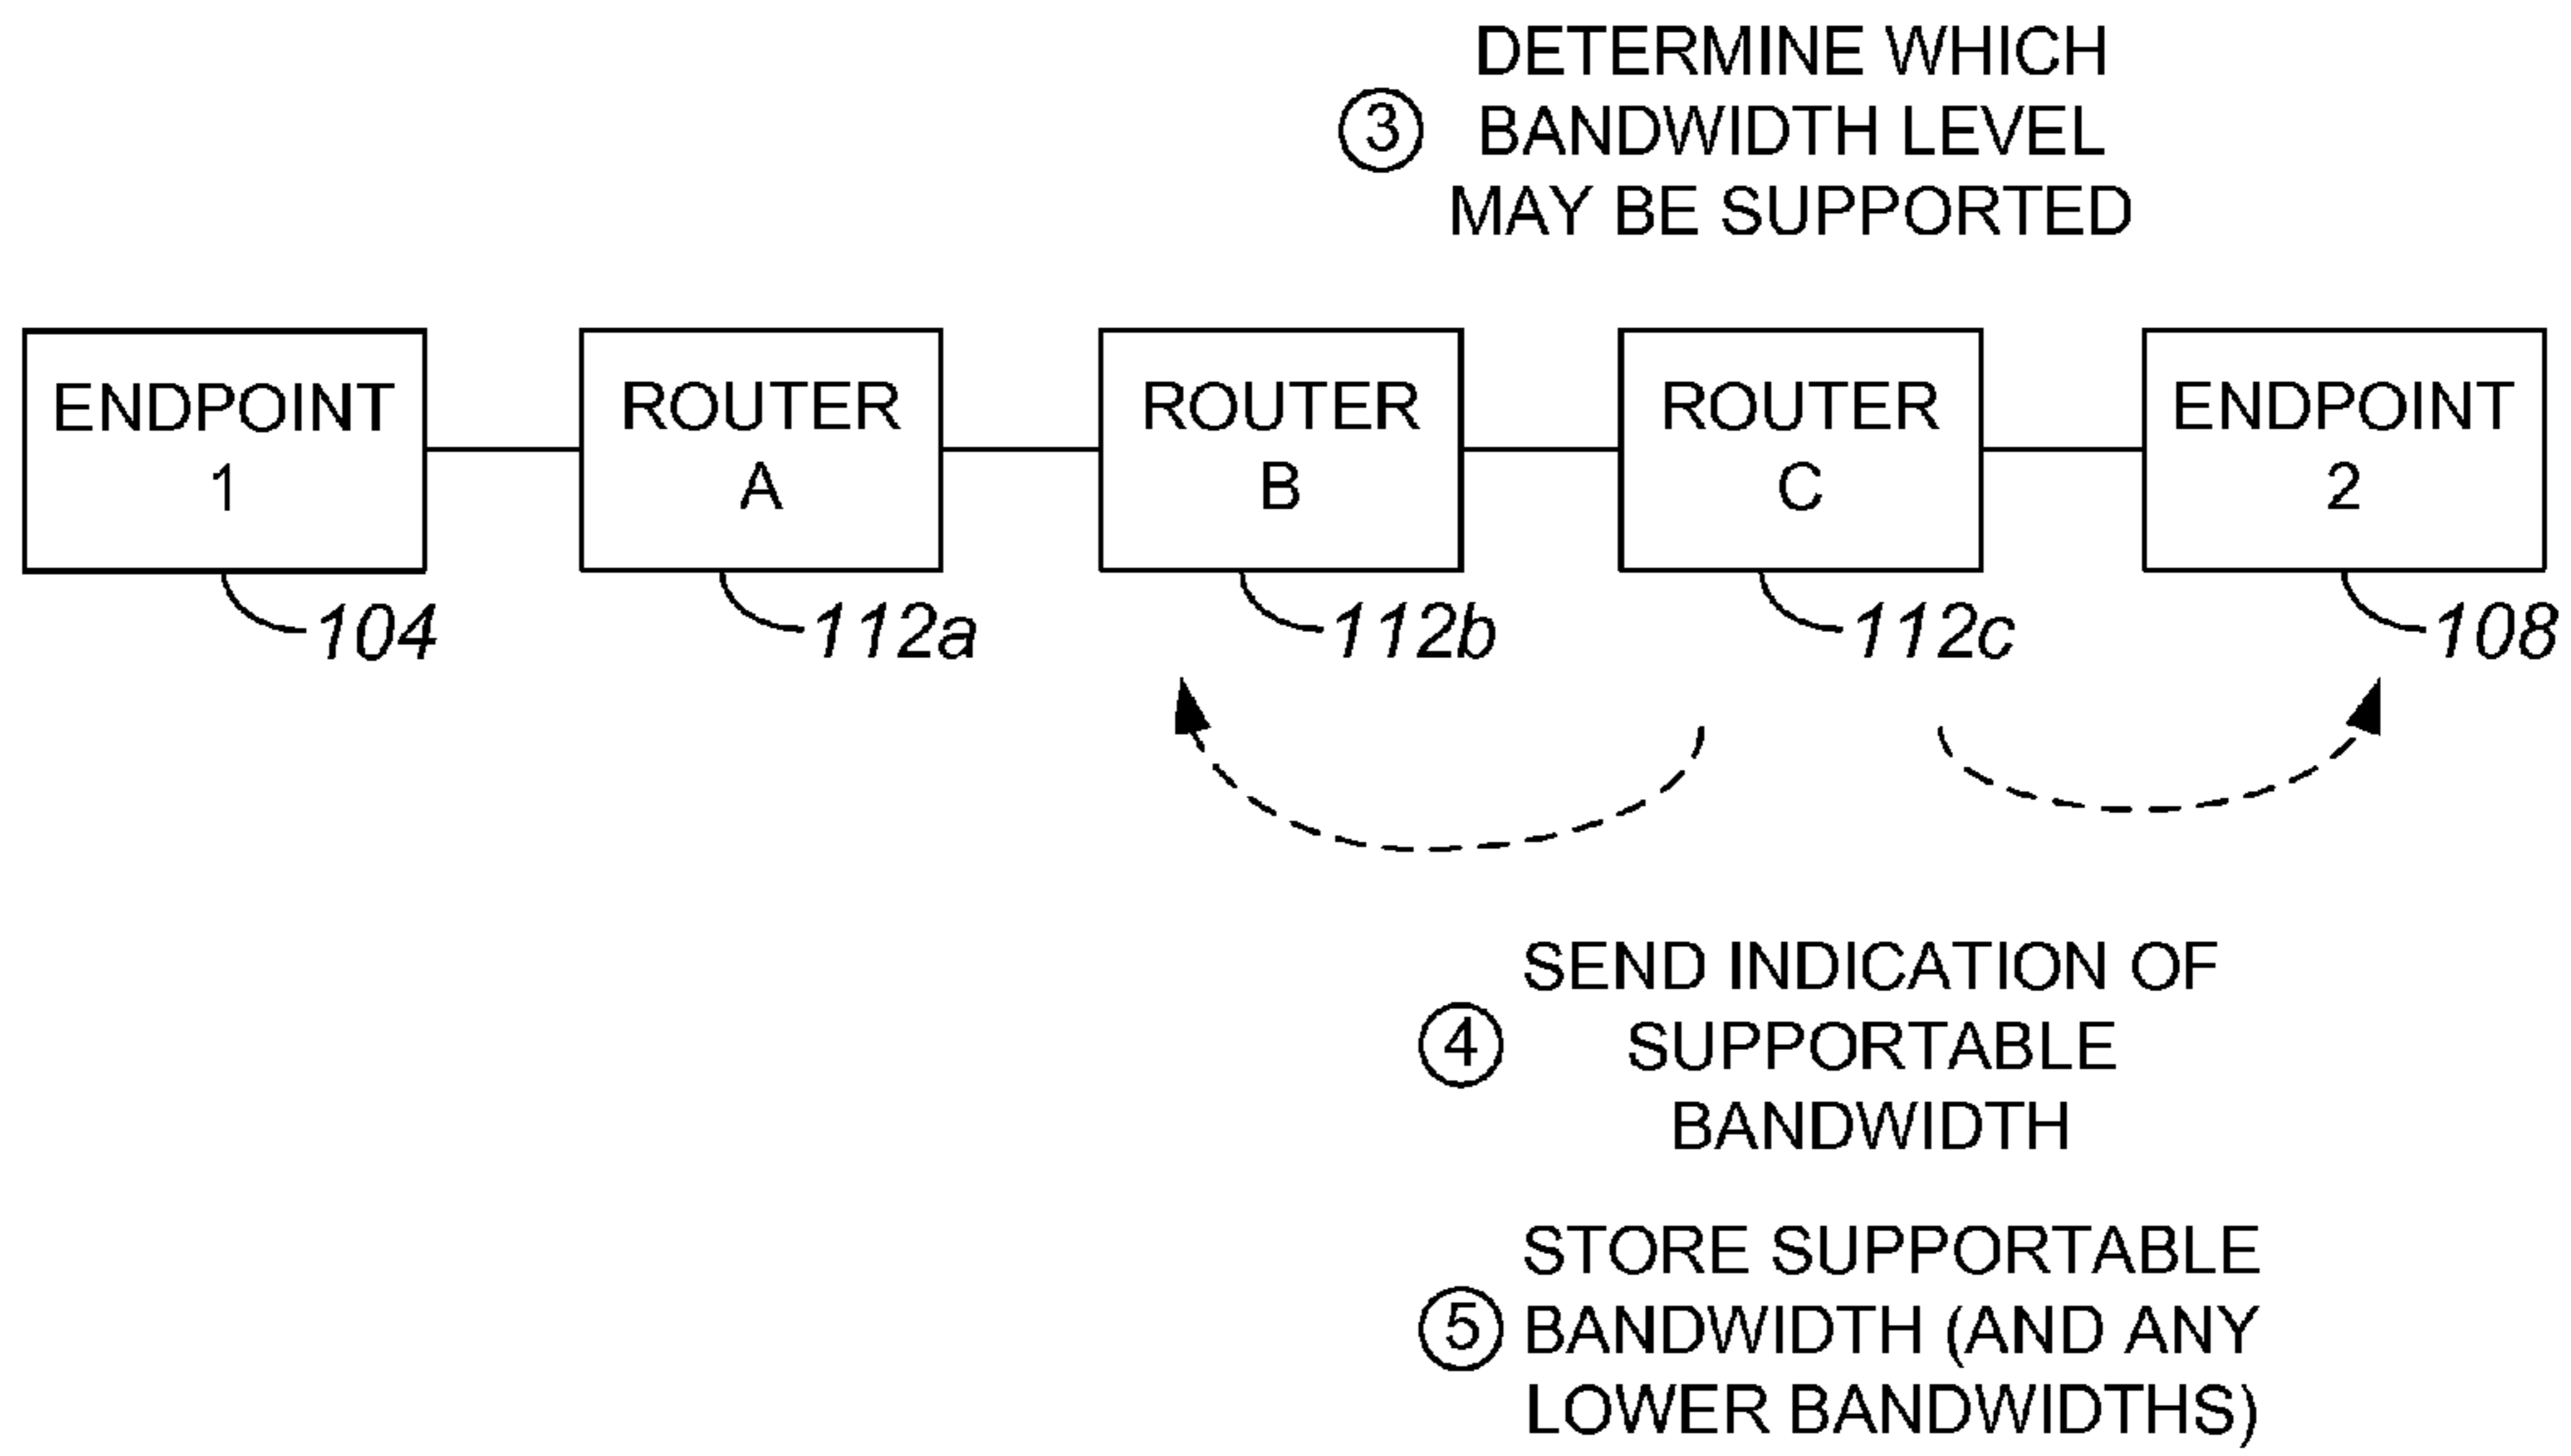 DETERMINE WHICH
③ BANDWIDTH LEVEL
MAY BE SUPPORTED
ENDPOINT
1
ROUTER
A
ROUTER
B
ROUTER
C
ENDPOINT
2
104
112a
112b
112c
108
SEND INDICATION OF
④ SUPPORTABLE
BANDWIDTH
STORE SUPPORTABLE
⑤ BANDWIDTH (AND ANY
LOWER BANDWIDTHS)